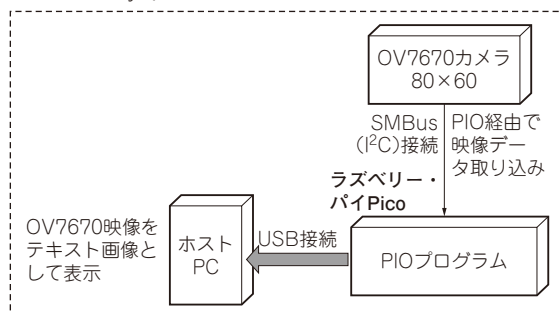 OV7670カメラ
80×60
SMBus
(I²C)接続
PIO経由で
映像デー
タ取り込み
ラズベリー・
パイPico
OV7670映像を
テキスト画像と
して表示
ホスト
PC
USB接続
PIOプログラム